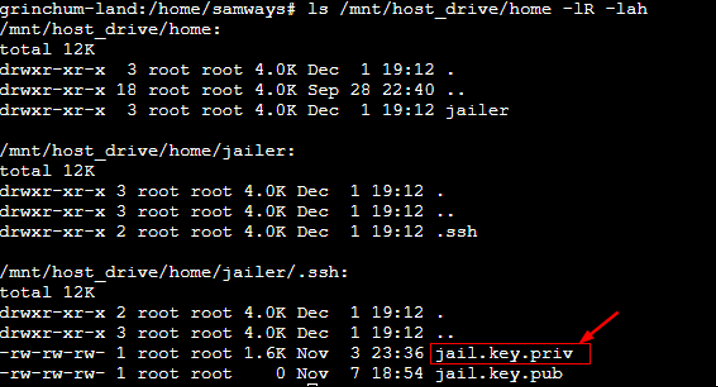 grinchum-land:/home/samways# ls /mnt/host_drive/home -lR -lah
/mnt/host_drive/home:
total 12K
drwxr-xr-x  3 root root 4.0K Dec  1 19:12 .
drwxr-xr-x 18 root root 4.0K Sep 28 22:40 ..
drwxr-xr-x  3 root root 4.0K Dec  1 19:12 jailer
/mnt/host_drive/home/jailer:
total 12K
drwxr-xr-x 3 root root 4.0K Dec  1 19:12 .
drwxr-xr-x 3 root root 4.0K Dec  1 19:12 ..
drwxr-xr-x 2 root root 4.0K Dec  1 19:12 .ssh
/mnt/host_drive/home/jailer/.ssh:
total 12K
drwxr-xr-x 2 root root 4.0K Dec  1 19:12 .
drwxr-xr-x 3 root root 4.0K Dec  1 19:12 ..
-rw-rw-rw- 1 root root 1.6K Nov  3 23:36 jail.key.priv
-rw-rw-rw- 1 root root    0 Nov  7 18:54 jail.key.pub